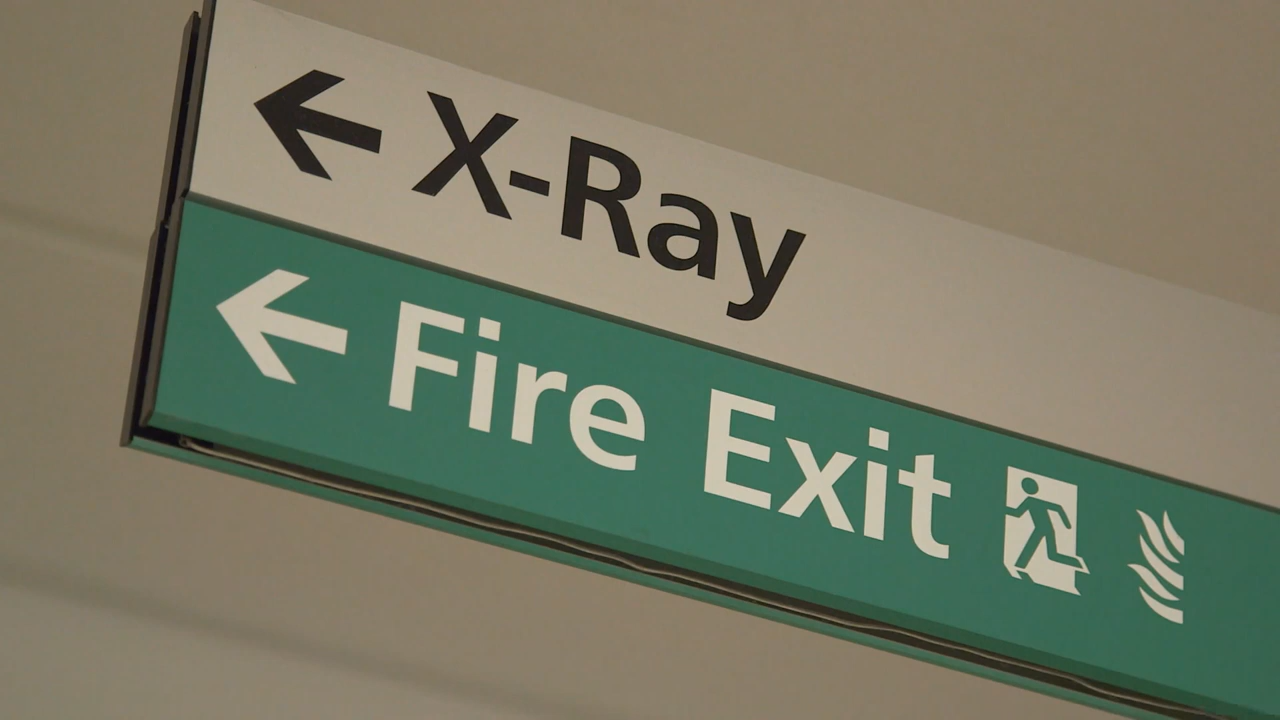 ← X-Ray
← Fire Exit